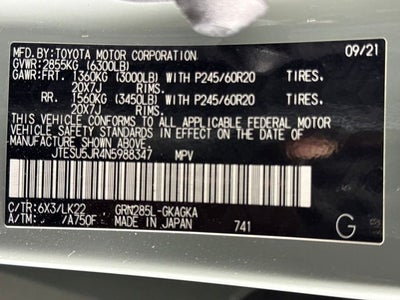 MFD.BY:TOYOTA MOTOR CORPORATION 09/21
GVWR:2855KG (6300LB)
GAWR:FRT. 1360KG (3000LB) WITH P245/60R20 TIRES.
20X7J RIMS.
RR. 1560KG (3450LB) WITH P245/60R20 TIRES.
20X7J RIMS.
THIS VEHICLE CONFORMS TO ALL APPLICABLE FEDERAL MOTOR
VEHICLE SAFETY STANDARDS IN EFFECT ON THE DATE OF
MANUFACTURE SHOWN ABOVE.
JTESU5JR4N5988347 MPV
C/TR:6X3/LK22 GRN285L-GKAGKA
A/TM: /A750F MADE IN JAPAN 741 G